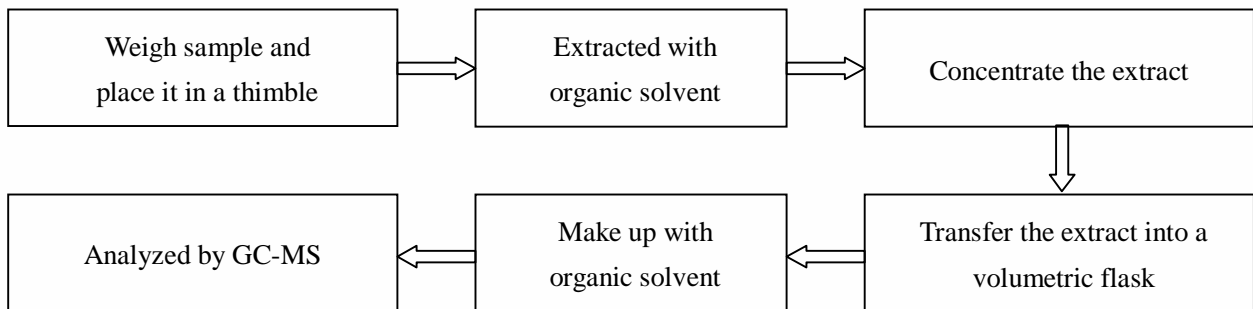 Weigh sample and
place it in a thimble
Extracted with
organic solvent
Concentrate the extract
Transfer the extract into a
volumetric flask
Make up with
organic solvent
Analyzed by GC-MS